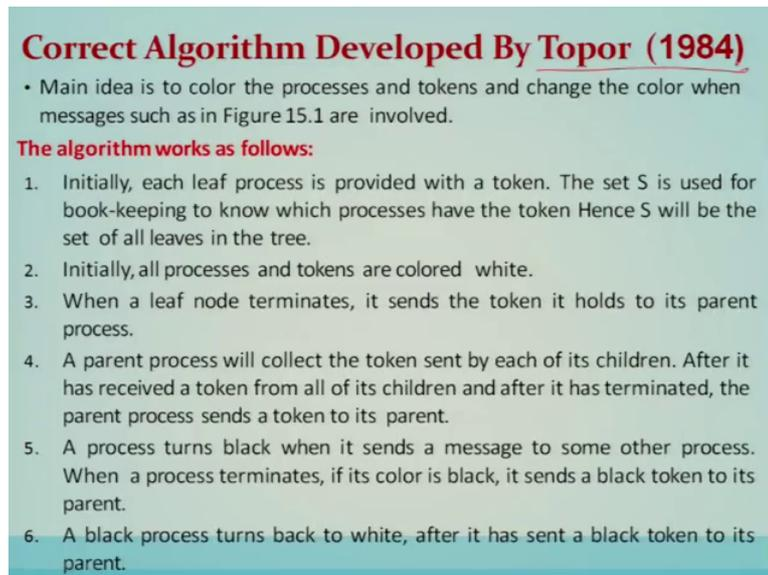 Correct Algorithm Developed By Topor (1984)
• Main idea is to color the processes and tokens and change the color when
messages such as in Figure 15.1 are involved.
The algorithm works as follows:
1. Initially, each leaf process is provided with a token. The set S is used for
book-keeping to know which processes have the token Hence S will be the
set of all leaves in the tree.
2. Initially, all processes and tokens are colored white.
3. When a leaf node terminates, it sends the token it holds to its parent
process.
4. A parent process will collect the token sent by each of its children. After it
has received a token from all of its children and after it has terminated, the
parent process sends a token to its parent.
5. A process turns black when it sends a message to some other process.
When a process terminates, if its color is black, it sends a black token to its
parent.
6. A black process turns back to white, after it has sent a black token to its
parent.